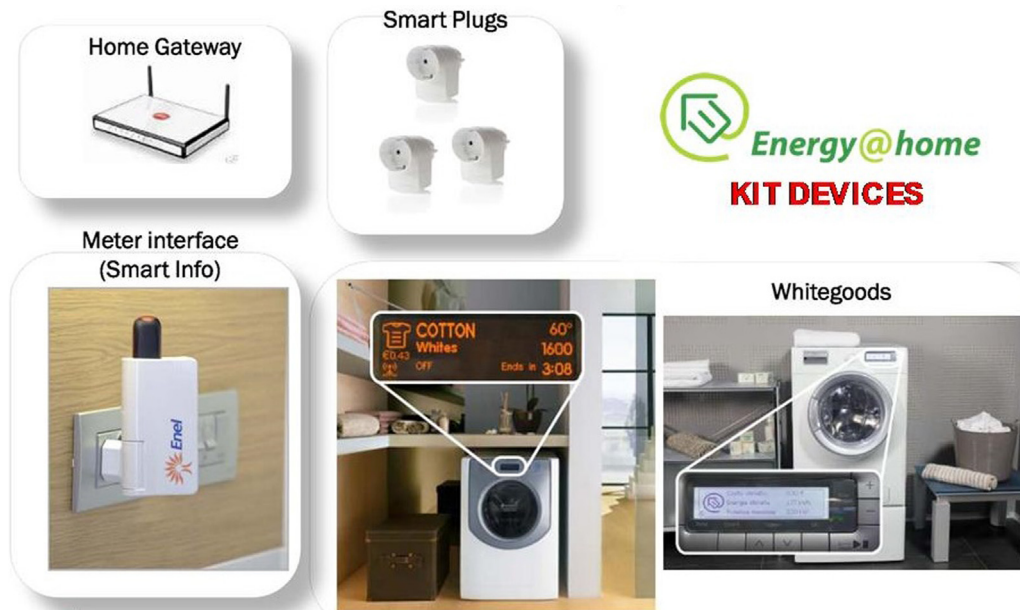 Home Gateway
Smart Plugs
Energy@home
KIT DEVICES
Meter interface
(Smart Info)
Enel
COTTON 60°
Whites 1600
€0.43
OFF Ends in 3:08
Whitegoods